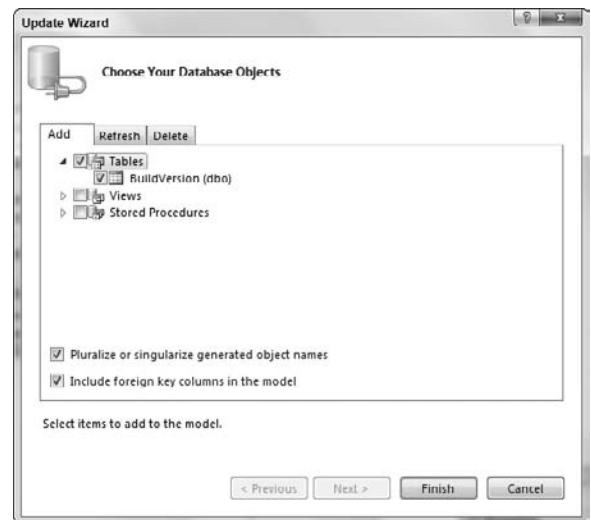 Update Wizard
Choose Your Database Objects
Add Refresh Delete
Tables
BuildVersion (dbo)
Views
Stored Procedures
Pluralize or singularize generated object names
Include foreign key columns in the model
Select items to add to the model.
< Previous Next > Finish Cancel